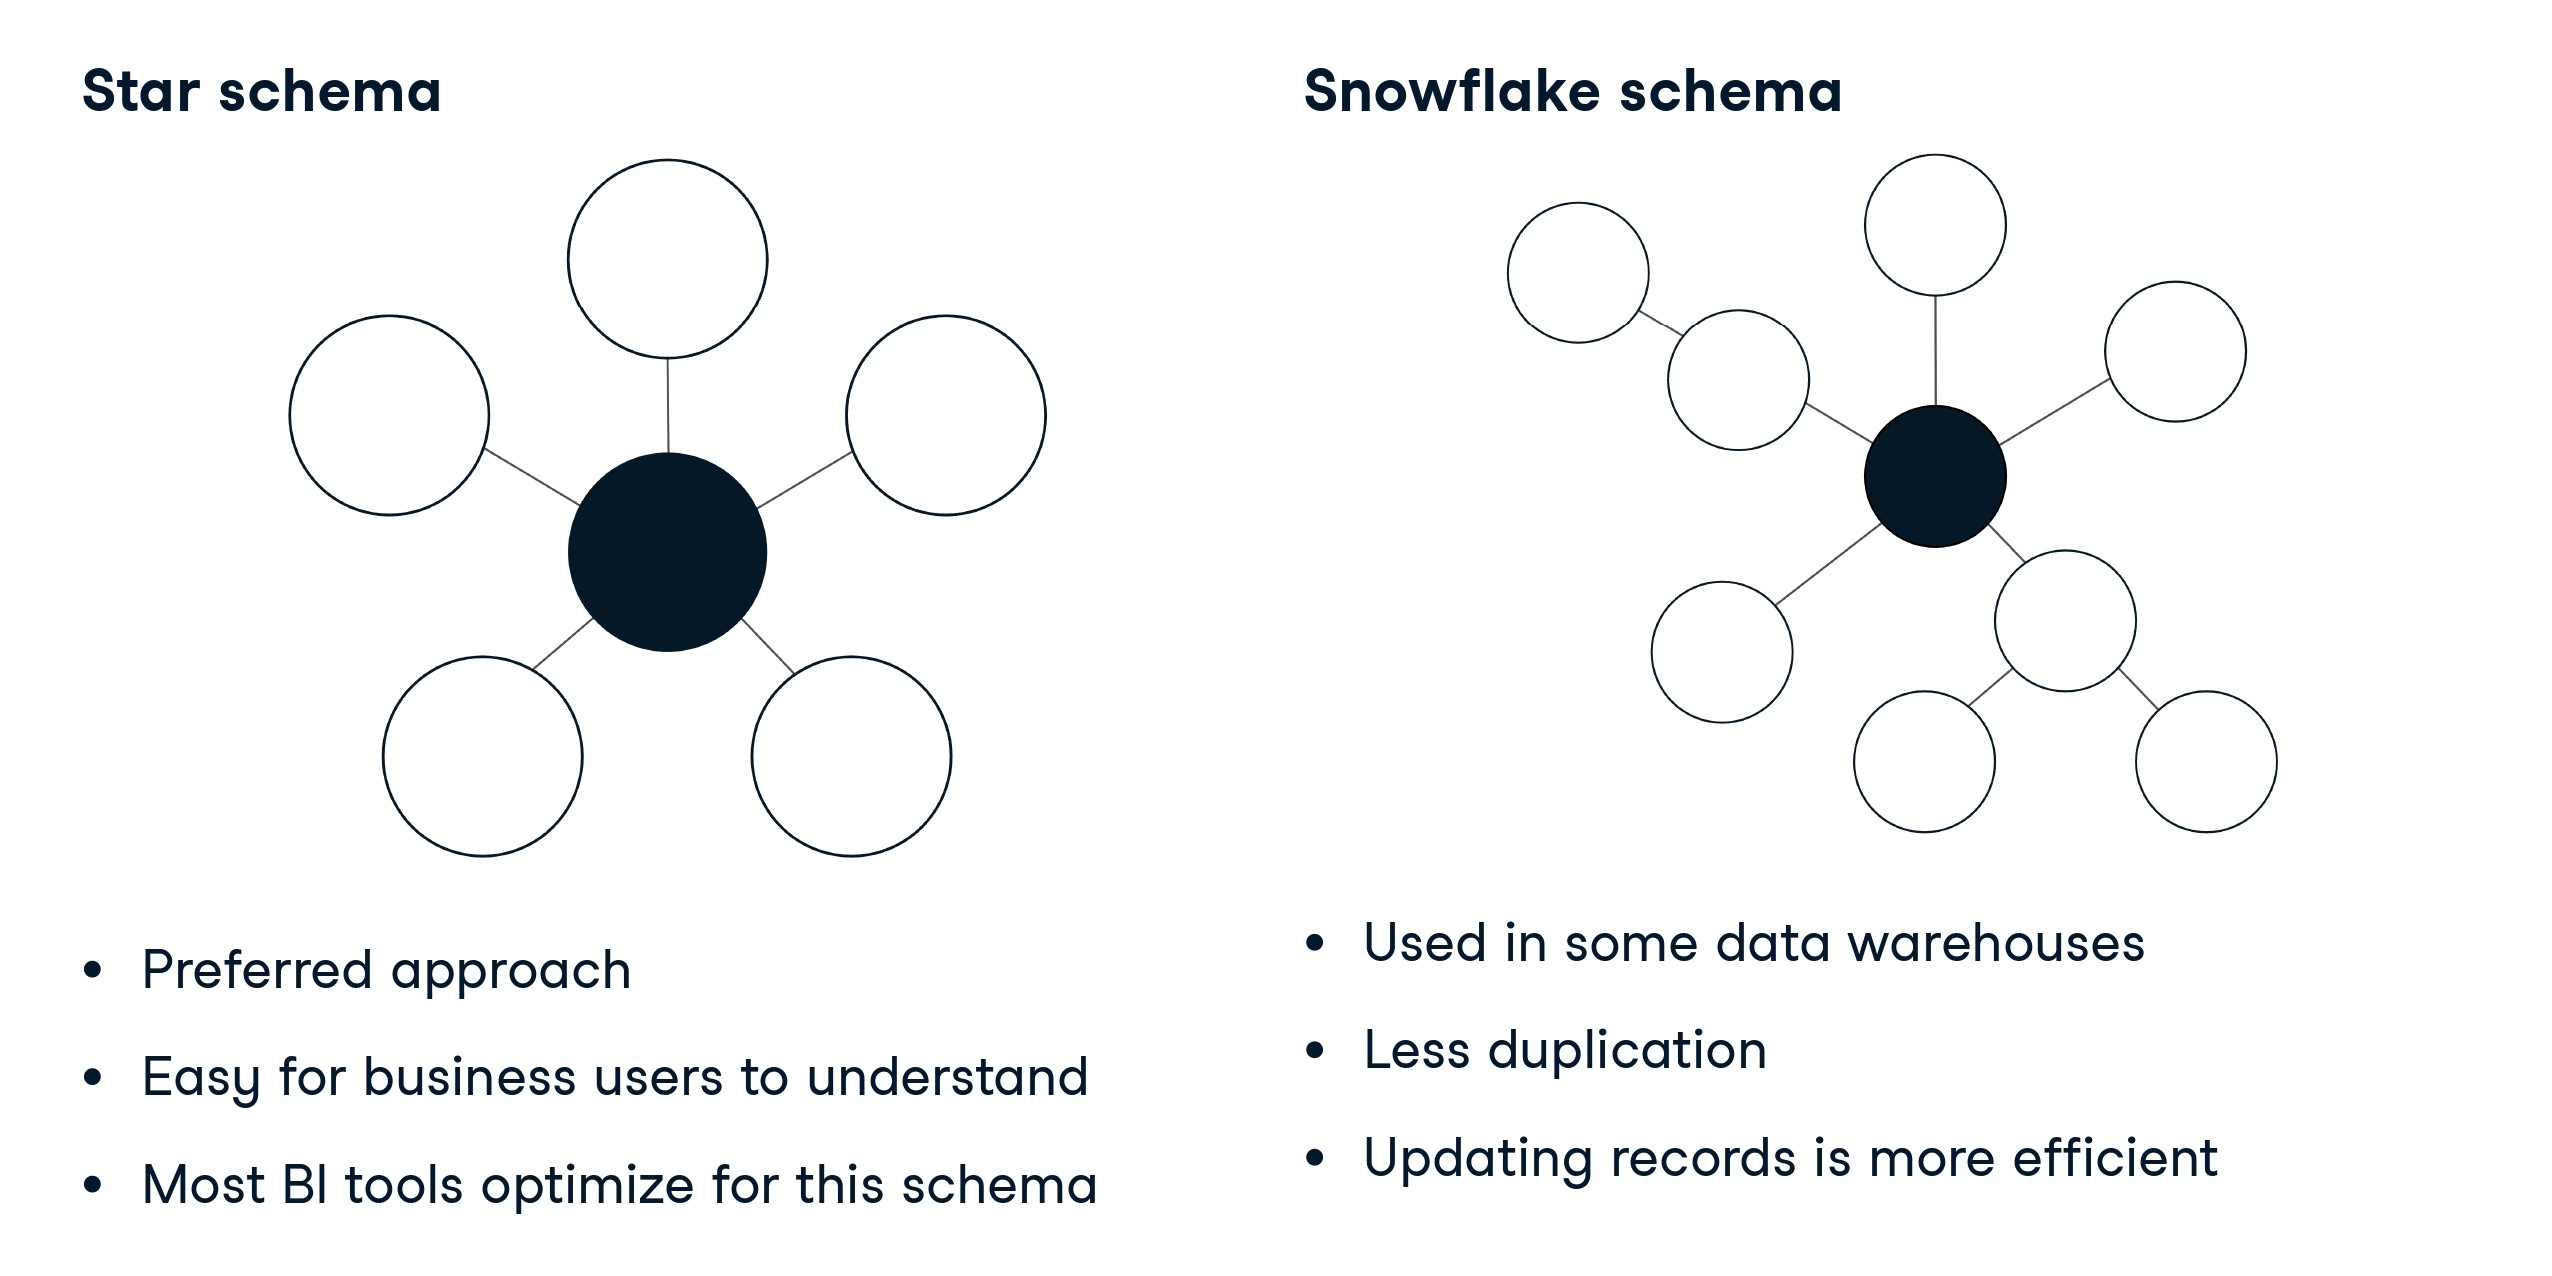 Star schema
• Preferred approach
• Easy for business users to understand
• Most BI tools optimize for this schema
Snowflake schema
• Used in some data warehouses
• Less duplication
• Updating records is more efficient